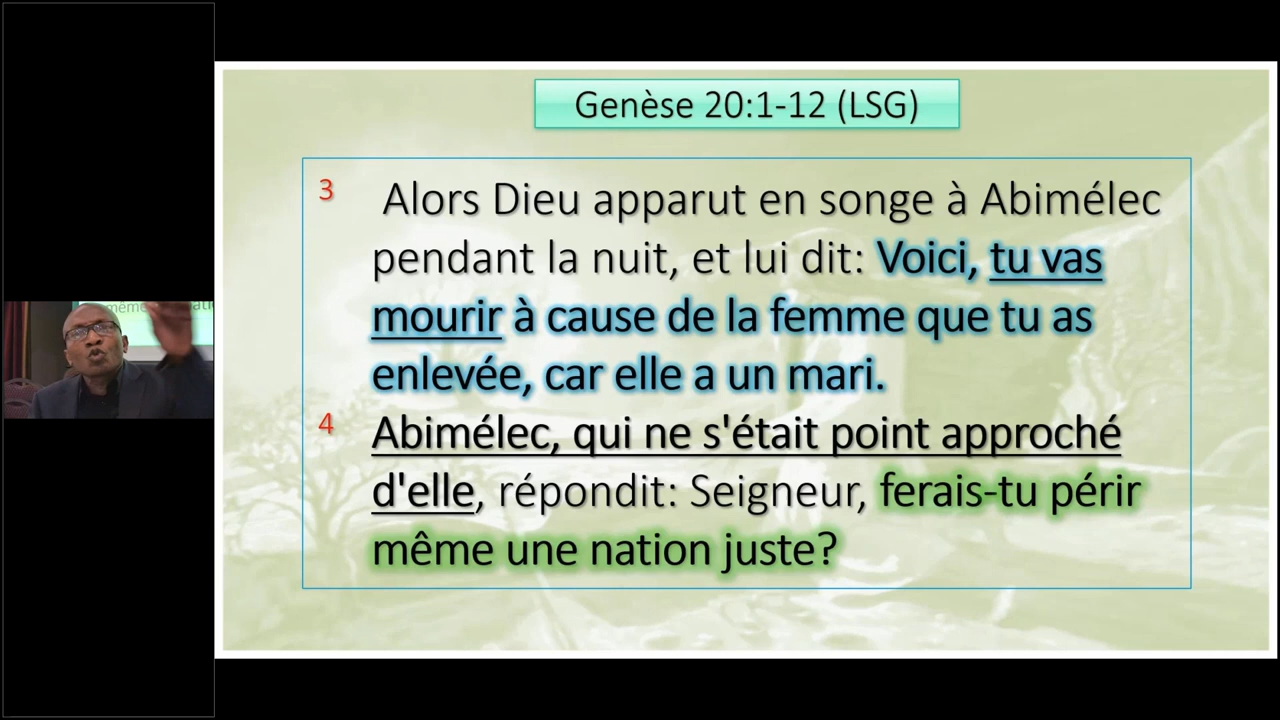 Genèse 20:1-12 (LSG)
3 Alors Dieu apparut en songe à Abimélec
pendant la nuit, et lui dit: Voici, tu vas
mourir à cause de la femme que tu as
enlevée, car elle a un mari.
4 Abimélec, qui ne s'était point approché
d'elle, répondit: Seigneur, ferais-tu périr
même une nation juste?